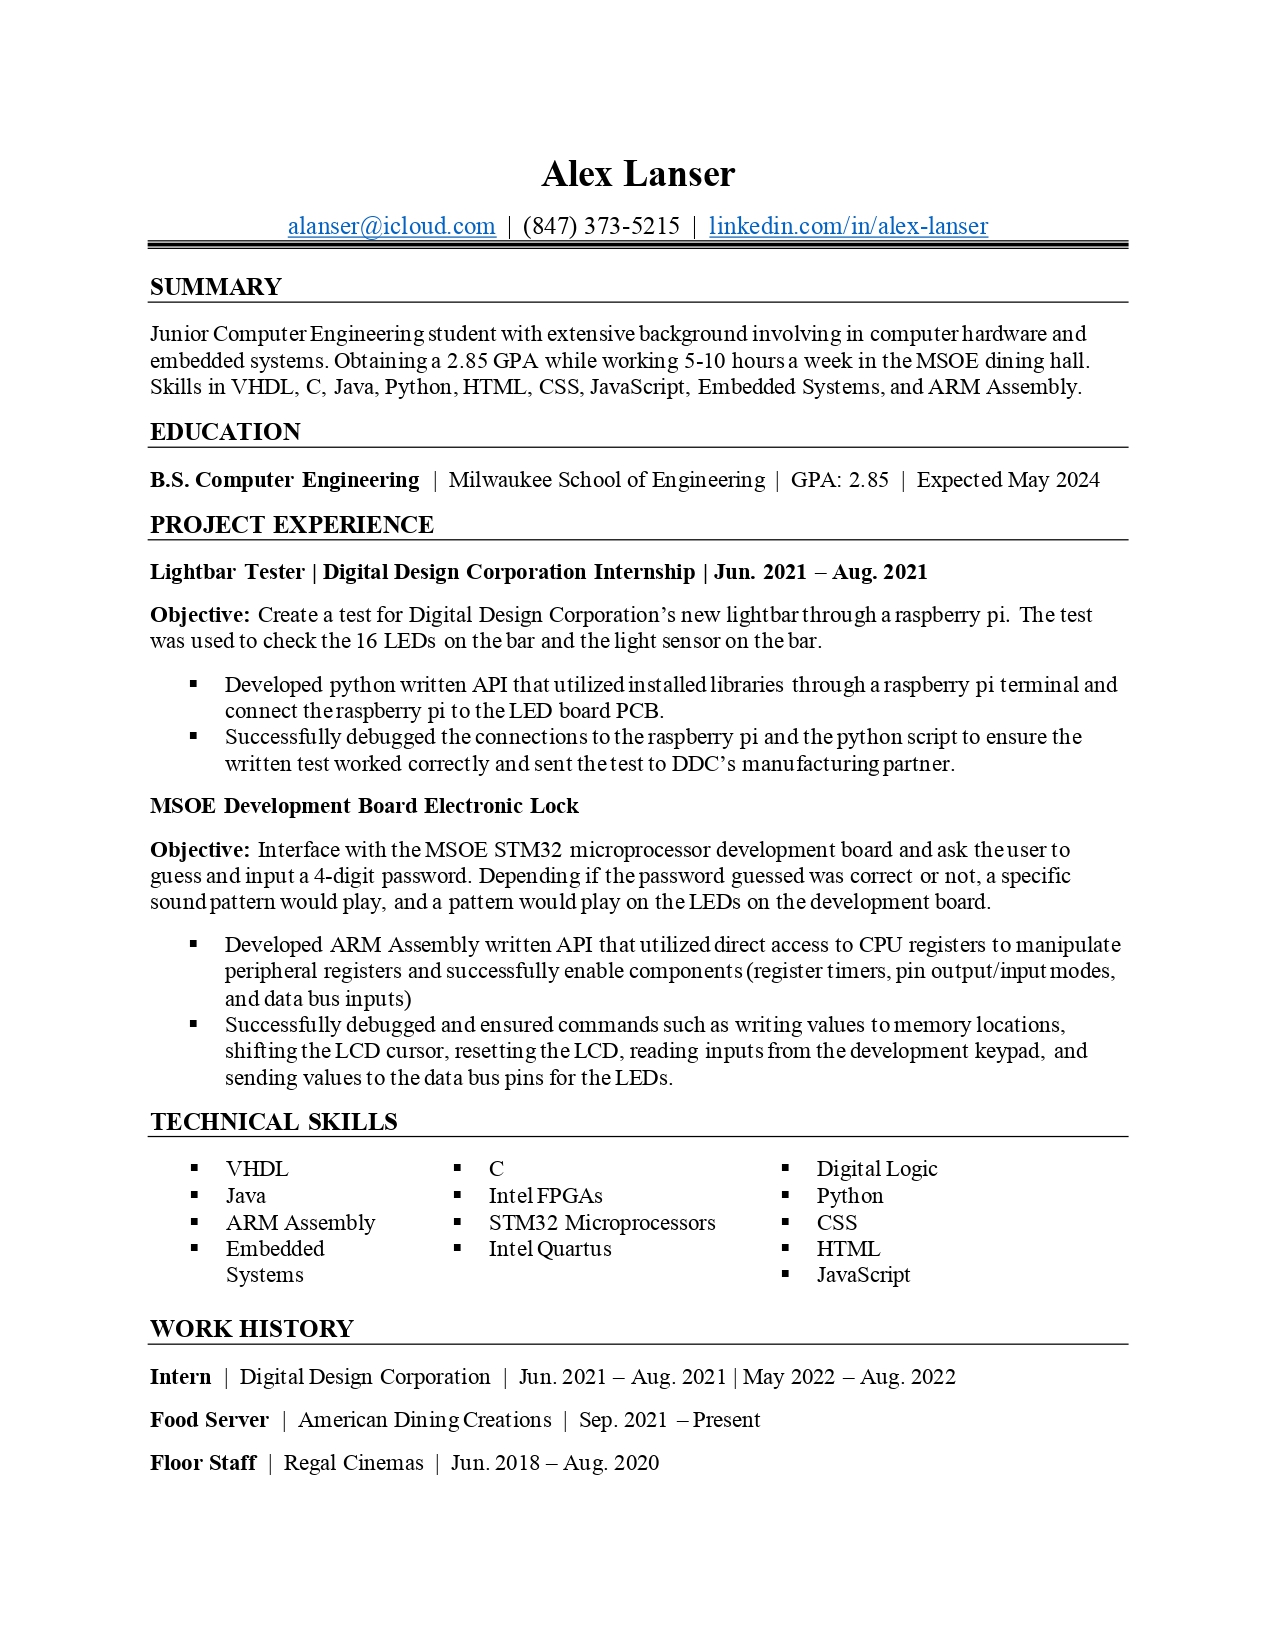 Alex Lanser
alanser@icloud.com | (847) 373-5215 | linkedin.com/in/alex-lanser
SUMMARY
Junior Computer Engineering student with extensive background involving in computer hardware and
embedded systems. Obtaining a 2.85 GPA while working 5-10 hours a week in the MSOE dining hall.
Skills in VHDL, C, Java, Python, HTML, CSS, JavaScript, Embedded Systems, and ARM Assembly.
EDUCATION
B.S. Computer Engineering | Milwaukee School of Engineering | GPA: 2.85 | Expected May 2024
PROJECT EXPERIENCE
Lightbar Tester | Digital Design Corporation Internship | Jun. 2021 – Aug. 2021
Objective: Create a test for Digital Design Corporation’s new lightbar through a raspberry pi. The test
was used to check the 16 LEDs on the bar and the light sensor on the bar.
▪ Developed python written API that utilized installed libraries through a raspberry pi terminal and
connect the raspberry pi to the LED board PCB.
▪ Successfully debugged the connections to the raspberry pi and the python script to ensure the
written test worked correctly and sent the test to DDC’s manufacturing partner.
MSOE Development Board Electronic Lock
Objective: Interface with the MSOE STM32 microprocessor development board and ask the user to
guess and input a 4-digit password. Depending if the password guessed was correct or not, a specific
sound pattern would play, and a pattern would play on the LEDs on the development board.
▪ Developed ARM Assembly written API that utilized direct access to CPU registers to manipulate
peripheral registers and successfully enable components (register timers, pin output/input modes,
and data bus inputs)
▪ Successfully debugged and ensured commands such as writing values to memory locations,
shifting the LCD cursor, resetting the LCD, reading inputs from the development keypad, and
sending values to the data bus pins for the LEDs.
TECHNICAL SKILLS
▪ VHDL
▪ Java
▪ ARM Assembly
▪ Embedded
Systems
▪ C
▪ Intel FPGAs
▪ STM32 Microprocessors
▪ Intel Quartus
▪ Digital Logic
▪ Python
▪ CSS
▪ HTML
▪ JavaScript
WORK HISTORY
Intern | Digital Design Corporation | Jun. 2021 – Aug. 2021 | May 2022 – Aug. 2022
Food Server | American Dining Creations | Sep. 2021 – Present
Floor Staff | Regal Cinemas | Jun. 2018 – Aug. 2020